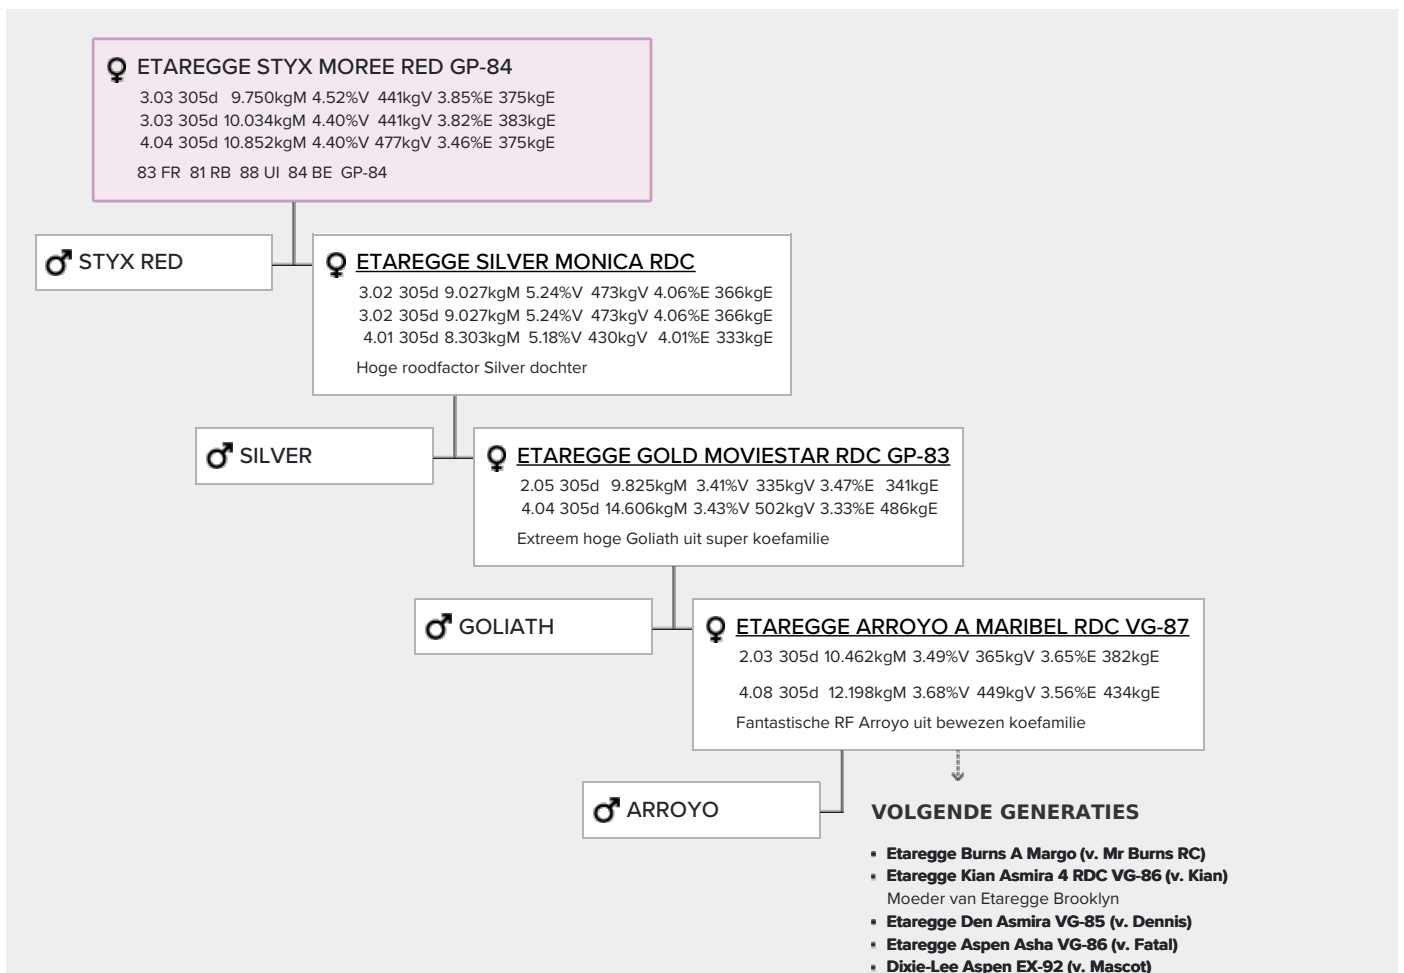 ETAREGGE STYX MOREE RED GP-84
3.03 305d 9.750kgM 4.52%V 441kgV 3.85%E 375kgE
3.03 305d 10.034kgM 4.40%V 441kgV 3.82%E 383kgE
4.04 305d 10.852kgM 4.40%V 477kgV 3.46%E 375kgE
83 FR 81 RB 88 UI 84 BE GP-84
STYX RED
ETAREGGE SILVER MONICA RDC
3.02 305d 9.027kgM 5.24%V 473kgV 4.06%E 366kgE
3.02 305d 9.027kgM 5.24%V 473kgV 4.06%E 366kgE
4.01 305d 8.303kgM 5.18%V 430kgV 4.01%E 333kgE
Hoge roodfactor Silver dochter
SILVER
ETAREGGE GOLD MOVIESTAR RDC GP-83
2.05 305d 9.825kgM 3.41%V 335kgV 3.47%E 341kgE
4.04 305d 14.606kgM 3.43%V 502kgV 3.33%E 486kgE
Extreem hoge Goliath uit super koefamilie
GOLIATH
ETAREGGE ARROYO A MARIBEL RDC VG-87
2.03 305d 10.462kgM 3.49%V 365kgV 3.65%E 382kgE
4.08 305d 12.198kgM 3.68%V 449kgV 3.56%E 434kgE
Fantastische RF Arroyo uit bewezen koefamilie
ARROYO
VOLGENDE GENERATIES
• Etaregge Burns A Margo (v. Mr Burns RC)
• Etaregge Kian Asmira 4 RDC VG-86 (v. Kian)
Moeder van Etaregge Brooklyn
• Etaregge Den Asmira VG-85 (v. Dennis)
• Etaregge Aspen Asha VG-86 (v. Fatal)
• Dixie-Lee Aspen EX-92 (v. Mascot)